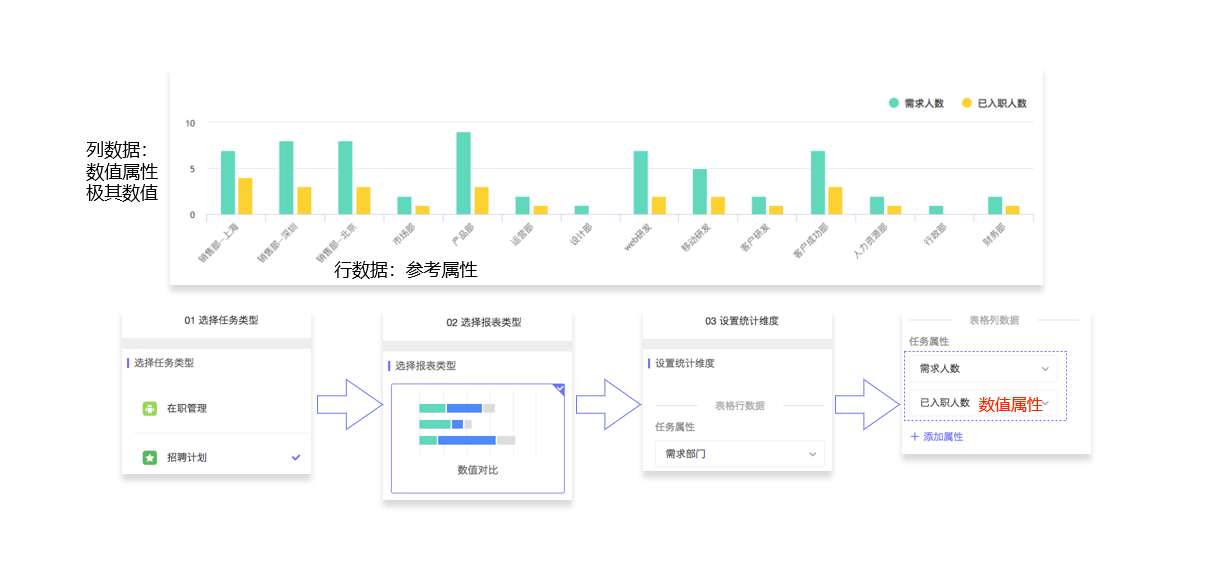 需求人数 已入职人数
10
5
0
列数据：
数值属性
极其数值
销售部--上海 销售部--深圳 销售部--北京 市场部 产品部 运营部 设计部 web研发 移动研发 客户研发 客户成功部 人力资源部 行政部 财务部
行数据：参考属性
01 选择任务类型
选择任务类型
在职管理
招聘计划
02 选择报表类型
选择报表类型
数值对比
03 设置统计维度
设置统计维度
表格行数据
任务属性
需求部门
表格列数据
任务属性
需求人数
已入职人数 数值属性
+ 添加属性